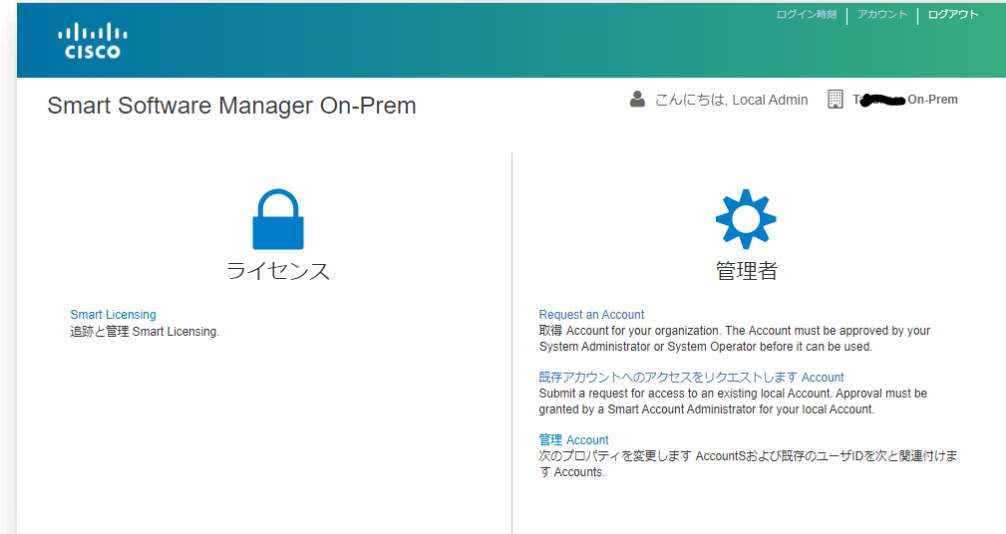 ログイン時刻 | アカウント | ログアウト
CISCO
Smart Software Manager On-Prem
こんにちは, Local Admin
On-Prem
ライセンス
Smart Licensing
追跡と管理 Smart Licensing.
管理者
Request an Account
取得 Account for your organization. The Account must be approved by your
System Administrator or System Operator before it can be used.
既存アカウントへのアクセスをリクエストします Account
Submit a request for access to an existing local Account. Approval must be
granted by a Smart Account Administrator for your local Account.
管理 Account
次のプロパティを変更します AccountSおよび既存のユーザIDを次と関連付けま
す Accounts.